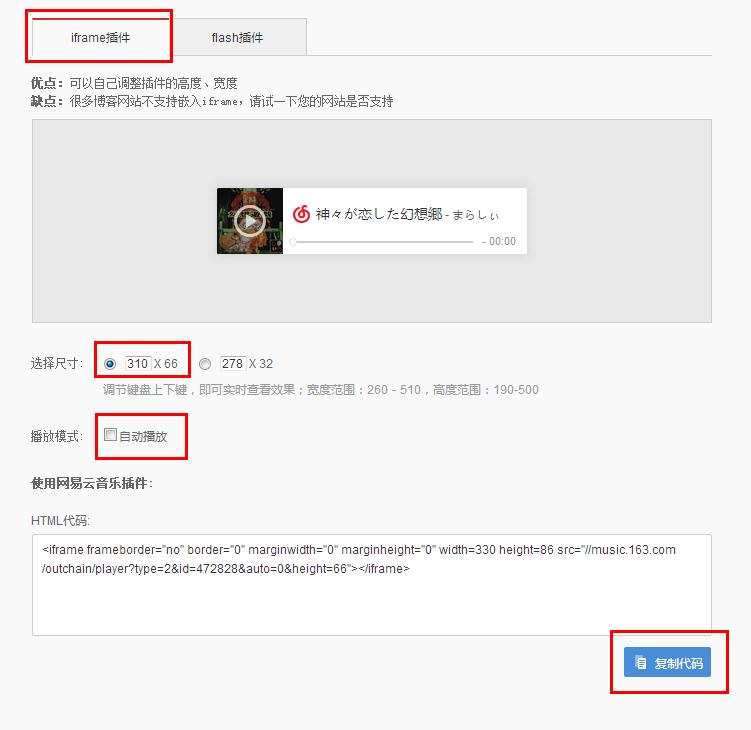 iframe插件
flash插件
优点：可以自己调整插件的高度、宽度
缺点：很多博客网站不支持嵌入iframe，请试一下您的网站是否支持
神々が恋した幻想郷 - まらしぃ
- 00:00
选择尺寸： 310 X 66 278 X 32
调节键盘上下键，即可实时查看效果；宽度范围：260 - 510，高度范围：190-500
播放模式： 自动播放
使用网易云音乐插件：
HTML代码:
<iframe frameborder="no" border="0" marginwidth="0" marginheight="0" width=330 height=86 src="//music.163.com
/outchain/player?type=2&id=472828&auto=0&height=66"></iframe>
复制代码